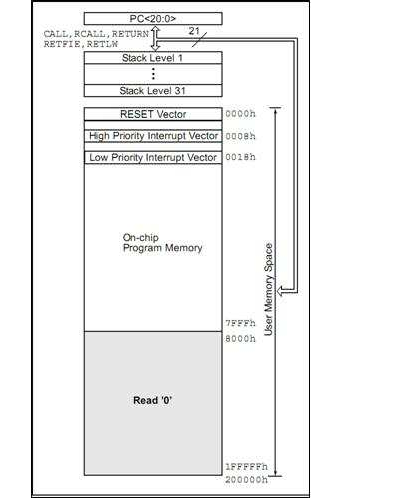 PC<20:0>
CALL,RCALL,RETURN
RETFIE,RETLW
21
Stack Level 1
Stack Level 31
RESET Vector
0000h
High Priority Interrupt Vector
0008h
Low Priority Interrupt Vector
0018h
On-chip
Program Memory
User Memory Space
7FFFh
8000h
Read '0'
1FFFFFh
200000h